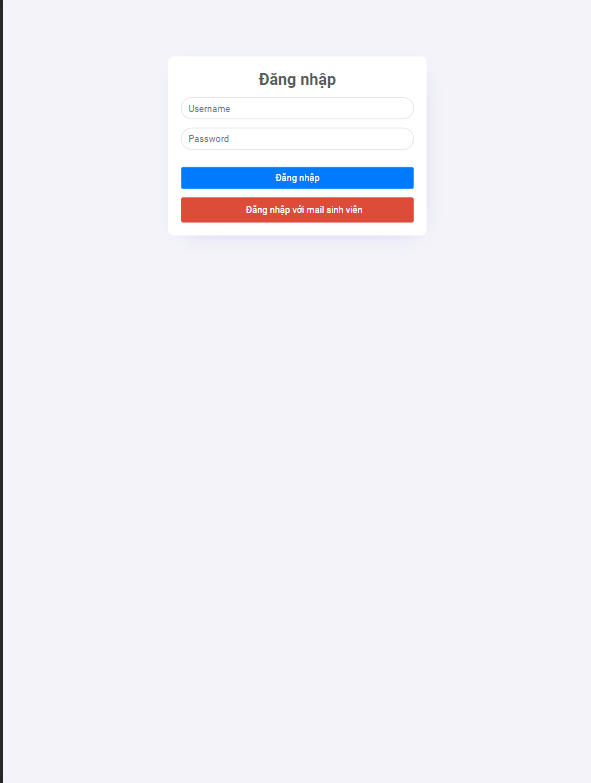 Đăng nhập
Username
Password
Đăng nhập
Đăng nhập với mail sinh viên